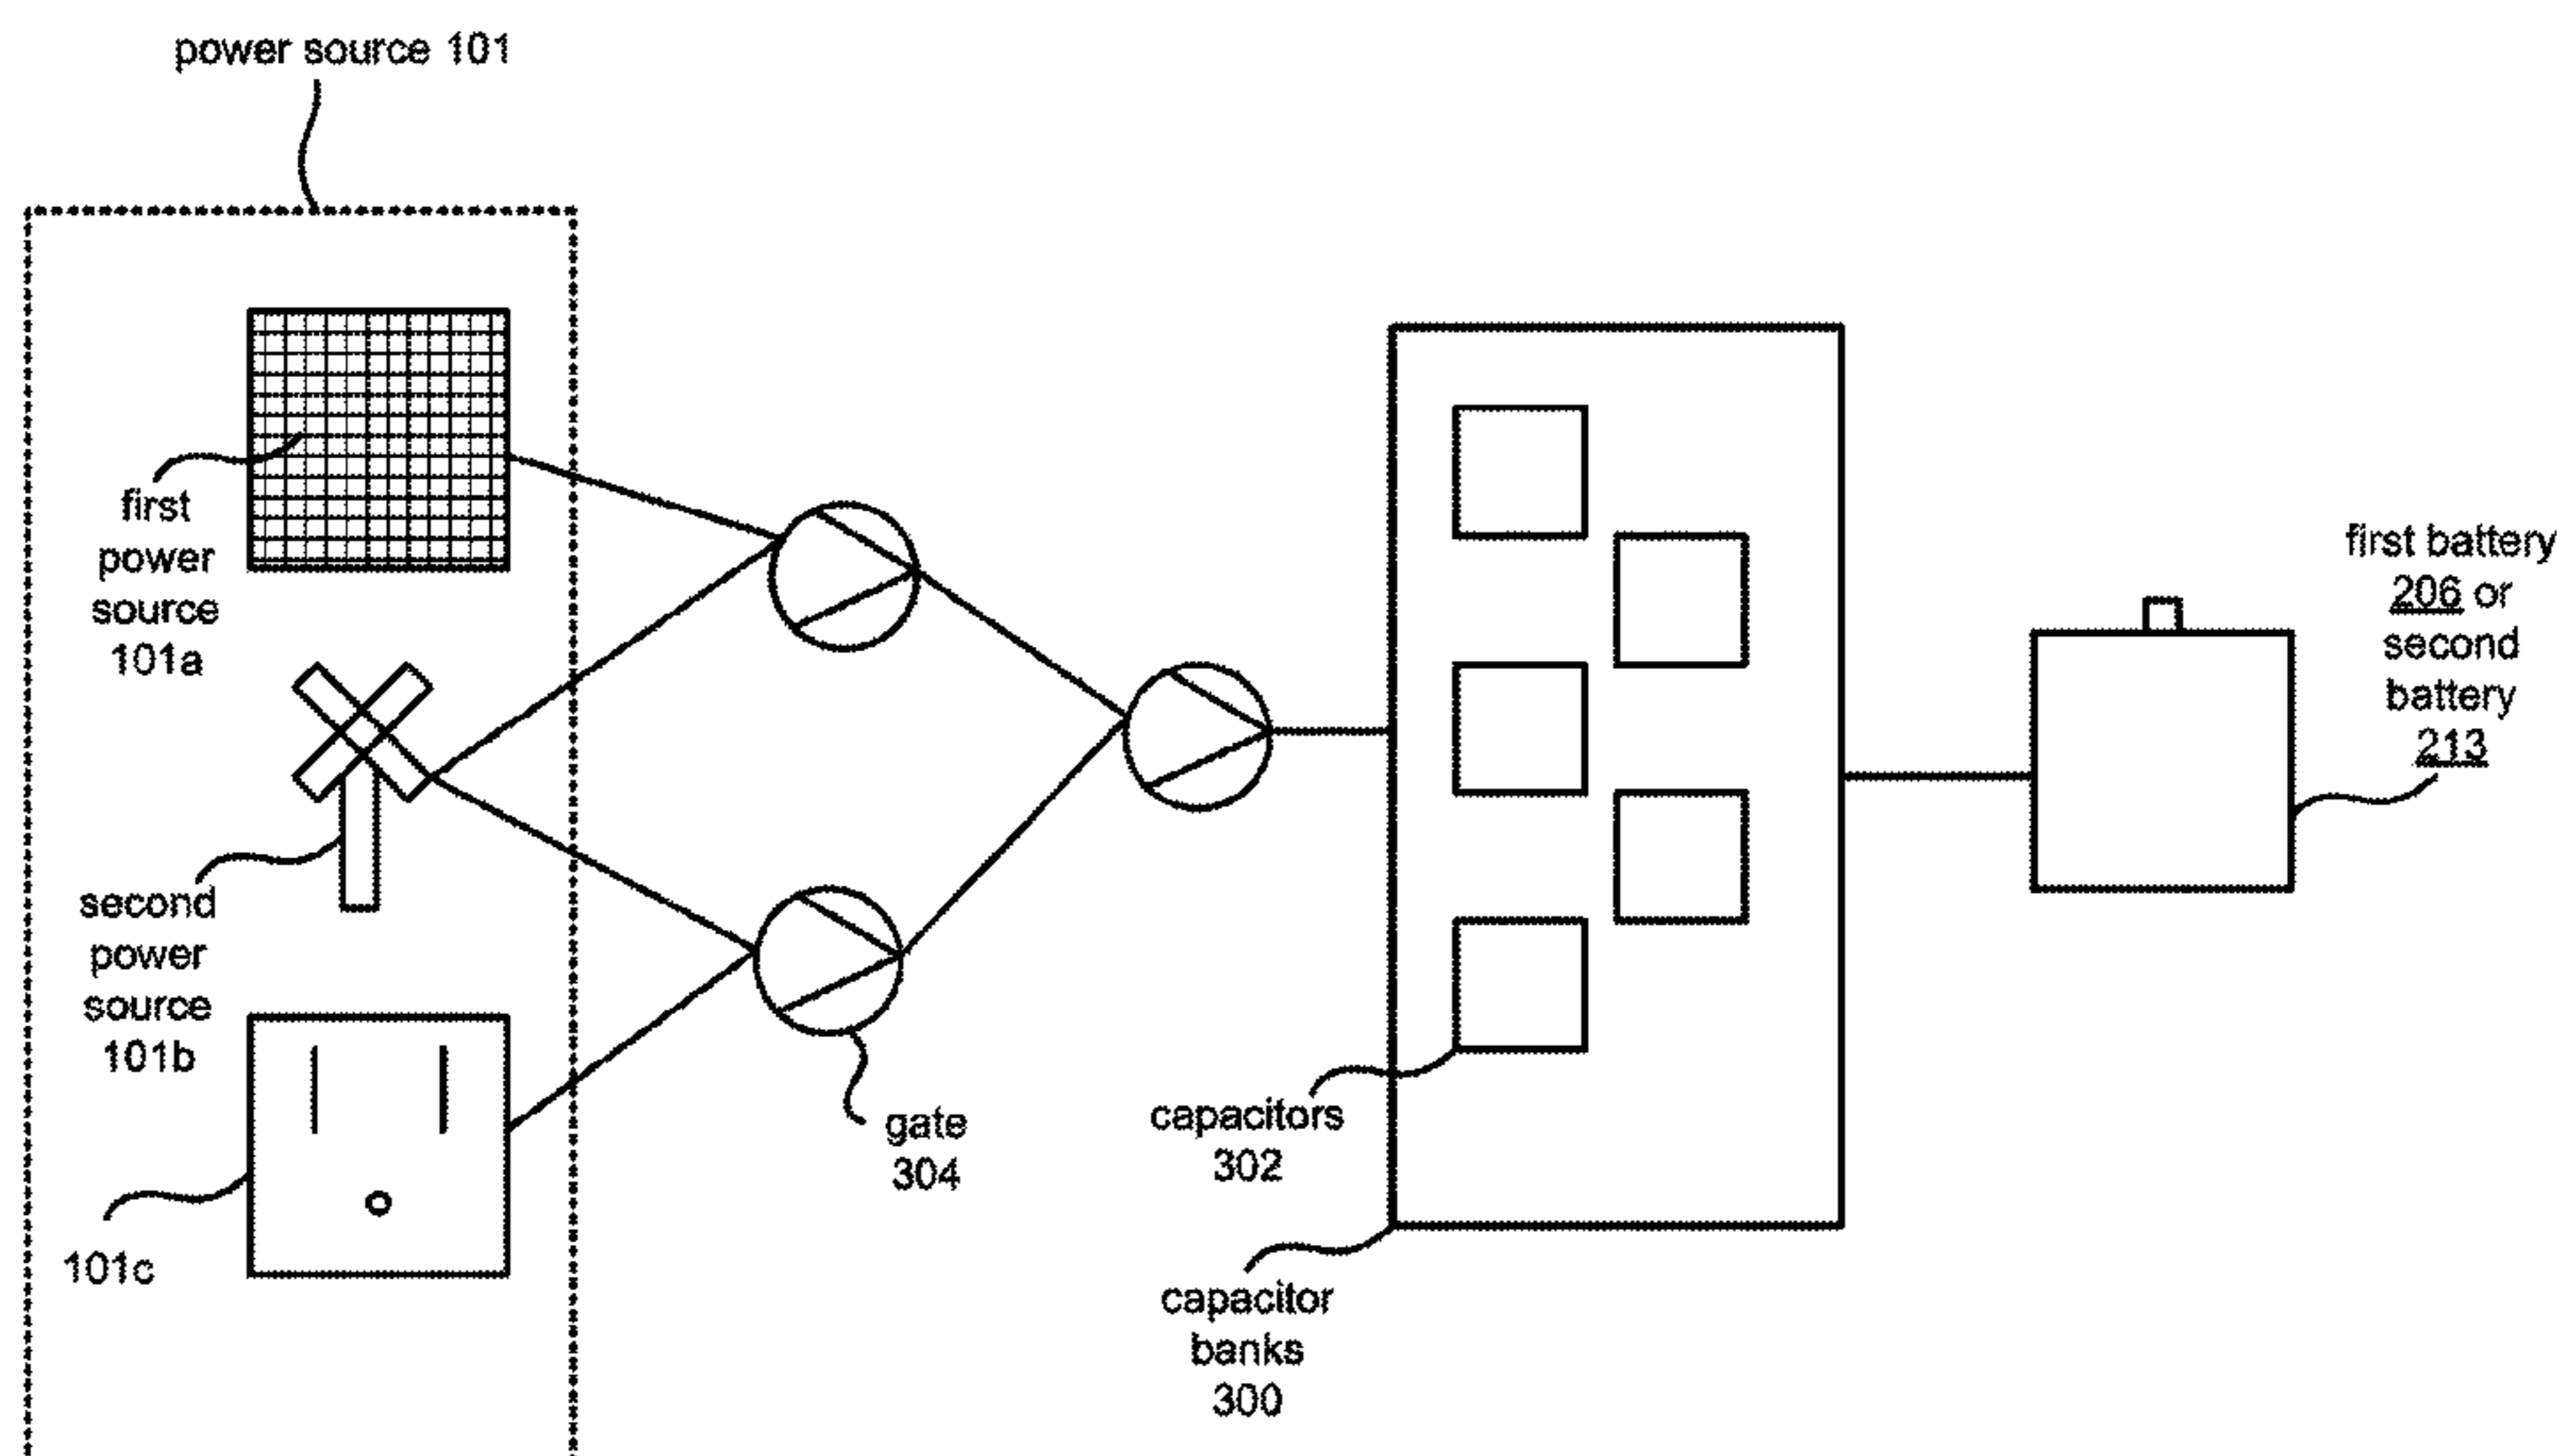 power source 101
first
power
source
101a
second
power
source
101b
101c
gate
304
capacitors
302
capacitor
banks
300
first battery
206 or
second
battery
213